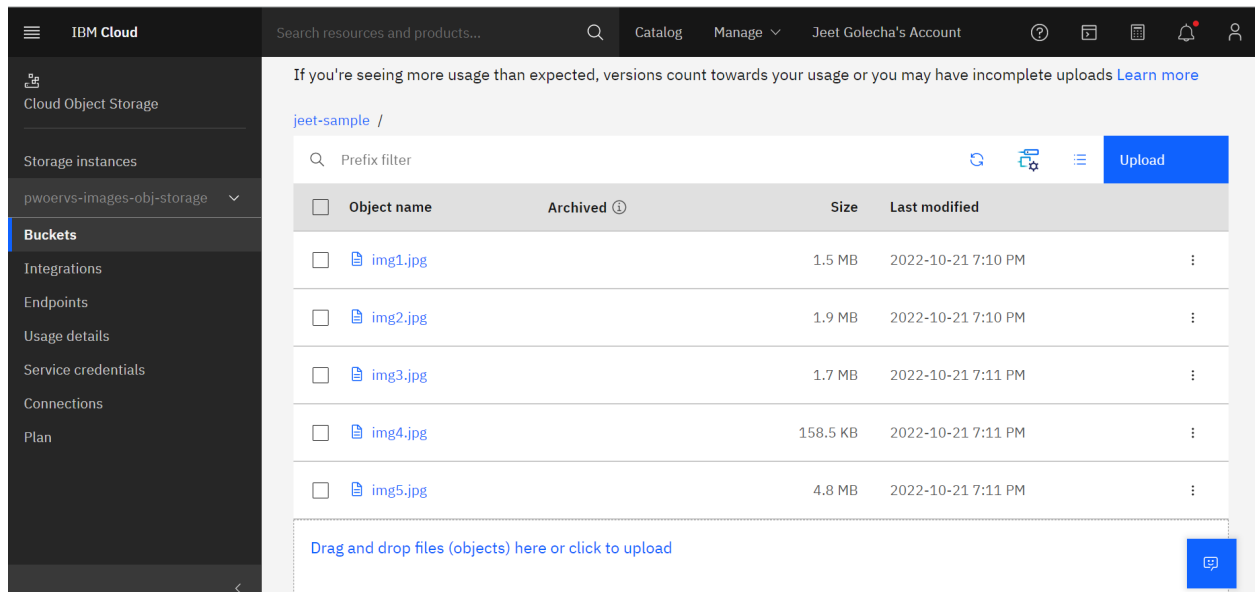 IBM Cloud
Search resources and products...
Catalog
Manage
Jeet Golecha's Account
Cloud Object Storage
Storage instances
pwoervs-images-obj-storage
Buckets
Integrations
Endpoints
Usage details
Service credentials
Connections
Plan
If you're seeing more usage than expected, versions count towards your usage or you may have incomplete uploads Learn more
jeet-sample /
Prefix filter
Upload
Object name Archived Size Last modified
img1.jpg 1.5 MB 2022-10-21 7:10 PM
img2.jpg 1.9 MB 2022-10-21 7:10 PM
img3.jpg 1.7 MB 2022-10-21 7:11 PM
img4.jpg 158.5 KB 2022-10-21 7:11 PM
img5.jpg 4.8 MB 2022-10-21 7:11 PM
Drag and drop files (objects) here or click to upload